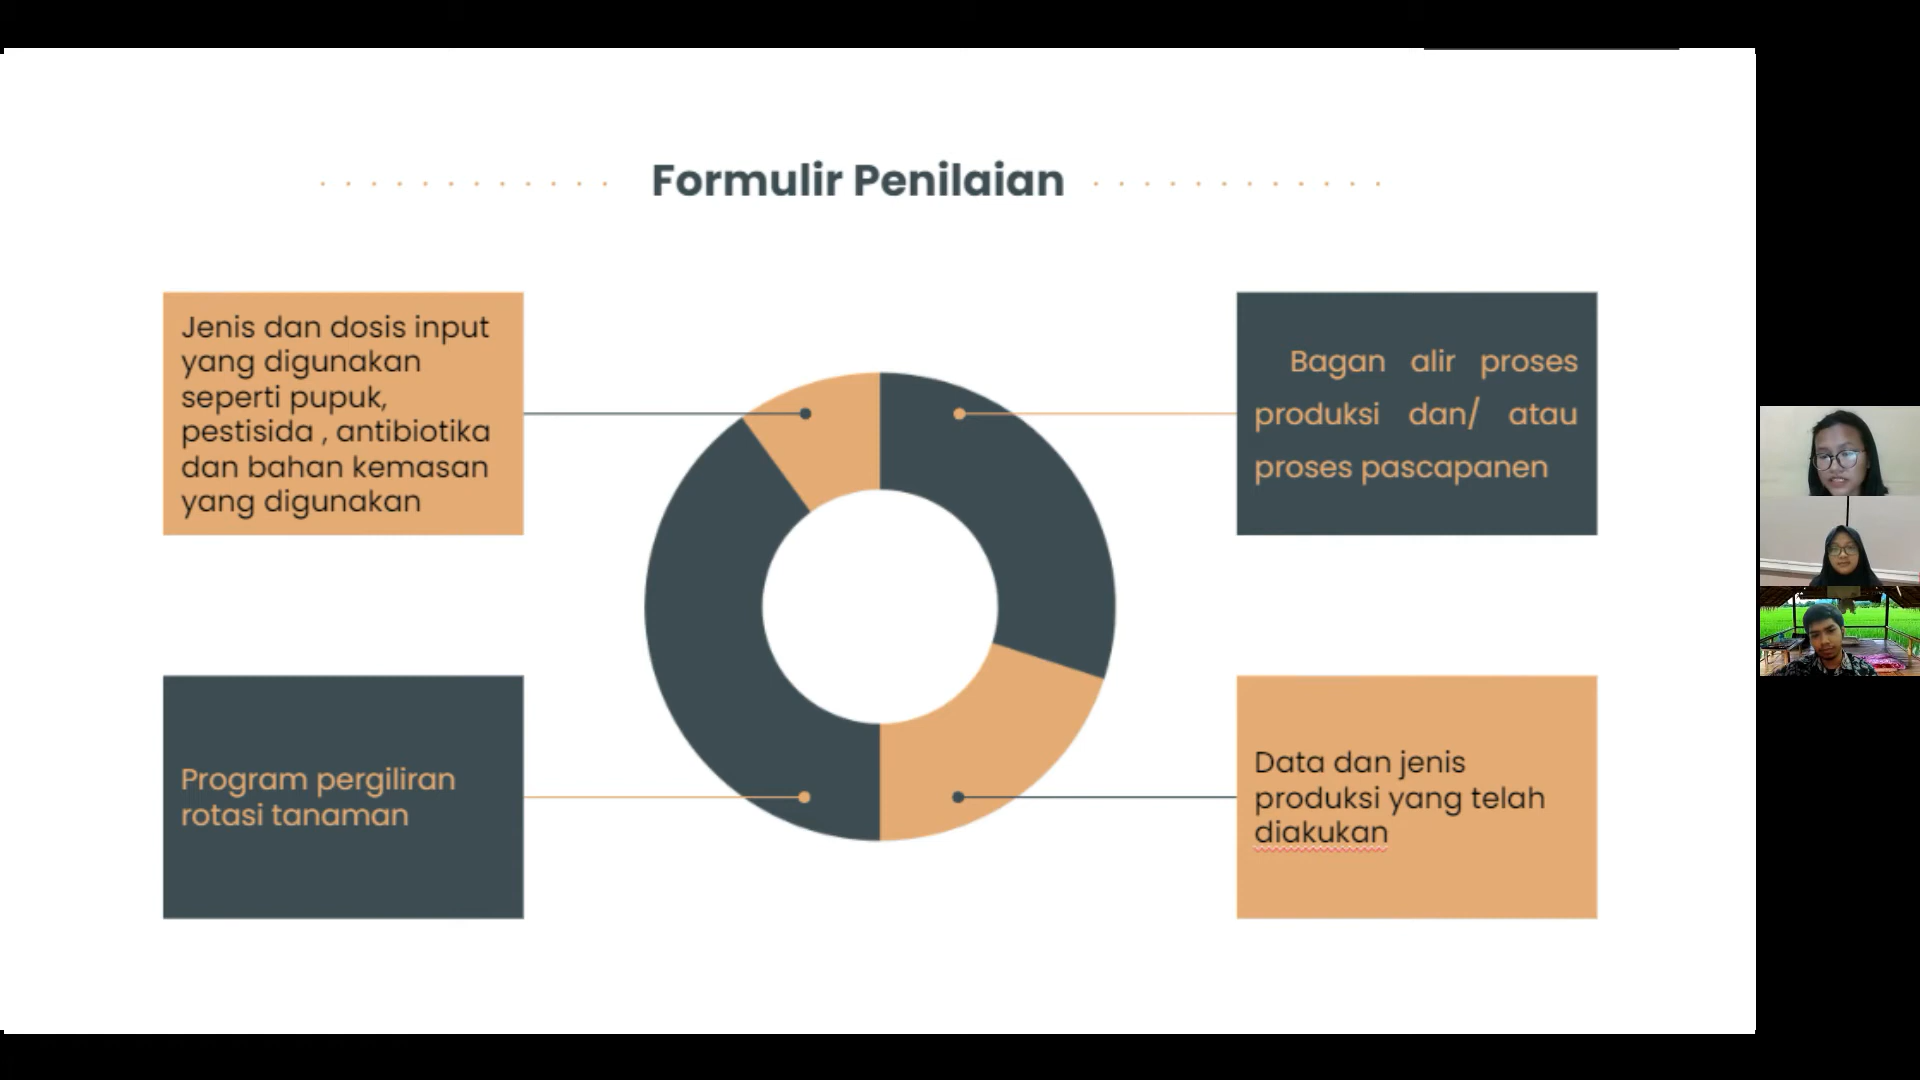 Formulir Penilaian
Jenis dan dosis input
yang digunakan
seperti pupuk,
pestisida , antibiotika
dan bahan kemasan
yang digunakan
Bagan alir proses
produksi dan/ atau
proses pascapanen
Program pergiliran
rotasi tanaman
Data dan jenis
produksi yang telah
diakukan